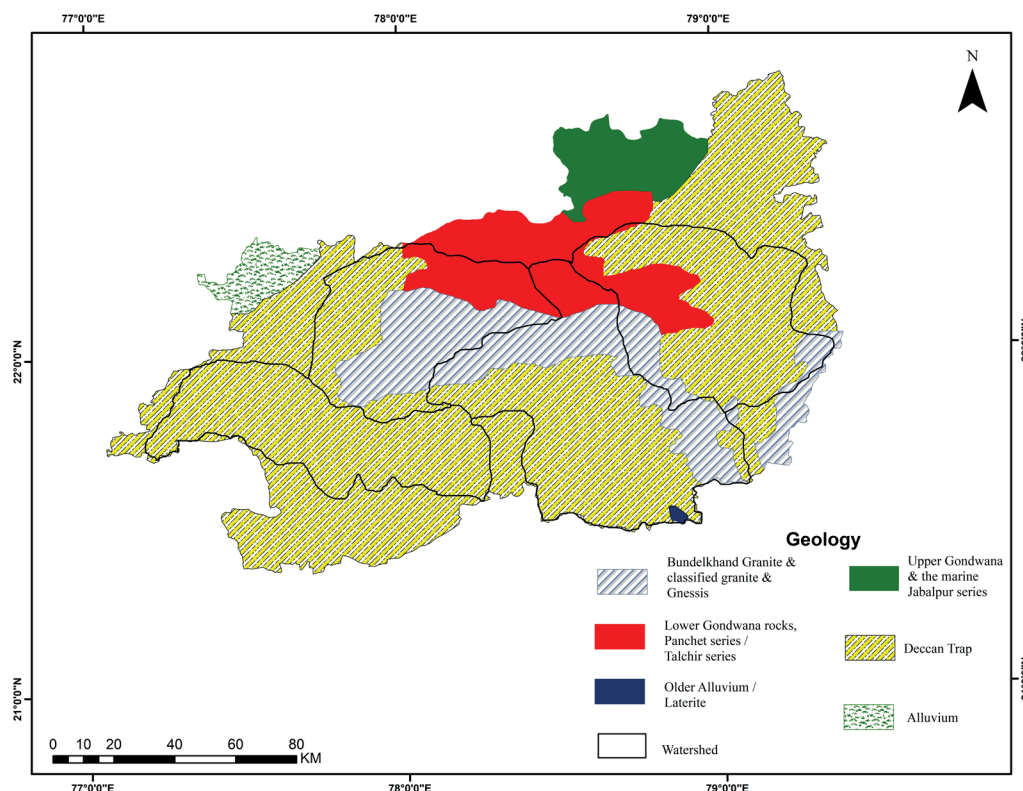 77°0'0"E
78°0'0"E
79°0'0"E
N
22°0'0"N
21°0'0"N
Geology
Bundelkhand Granite &
classified granite &
Gnessis
Lower Gondwana rocks,
Panchet series /
Talchir series
Older Alluvium /
Laterite
Watershed
Upper Gondwana
& the marine
Jabalpur series
Deccan Trap
Alluvium
0 10 20 40 60 80
KM
77°0'0"E
78°0'0"E
79°0'0"E